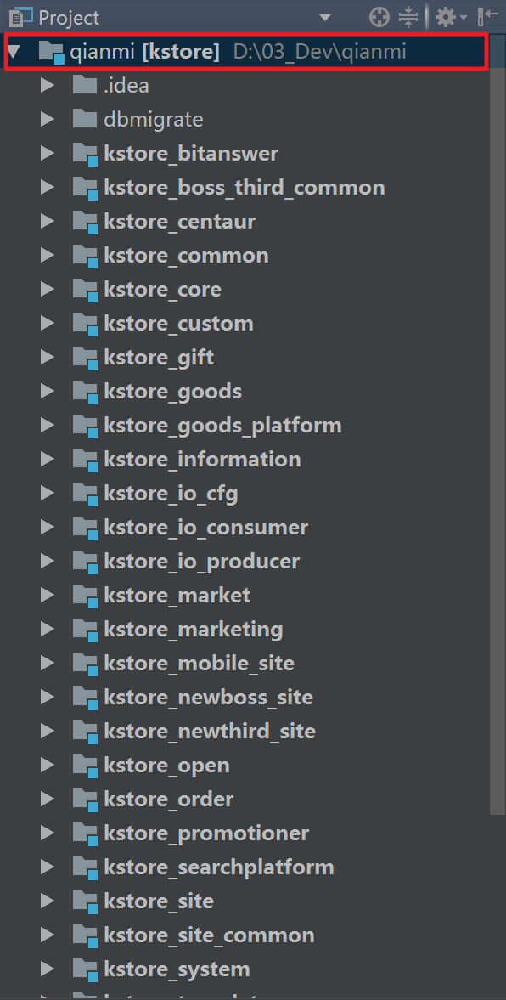 Project
qianmi [kstore] D:\03_Dev\qianmi
.idea
dbmigrate
kstore_bitanswer
kstore_boss_third_common
kstore_centaur
kstore_common
kstore_core
kstore_custom
kstore_gift
kstore_goods
kstore_goods_platform
kstore_information
kstore_io_cfg
kstore_io_consumer
kstore_io_producer
kstore_market
kstore_marketing
kstore_mobile_site
kstore_newboss_site
kstore_newthird_site
kstore_open
kstore_order
kstore_promotioner
kstore_searchplatform
kstore_site
kstore_site_common
kstore_system